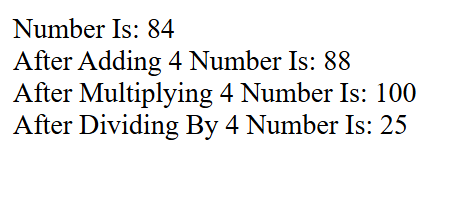 Number Is: 84
After Adding 4 Number Is: 88
After Multiplying 4 Number Is: 100
After Dividing By 4 Number Is: 25